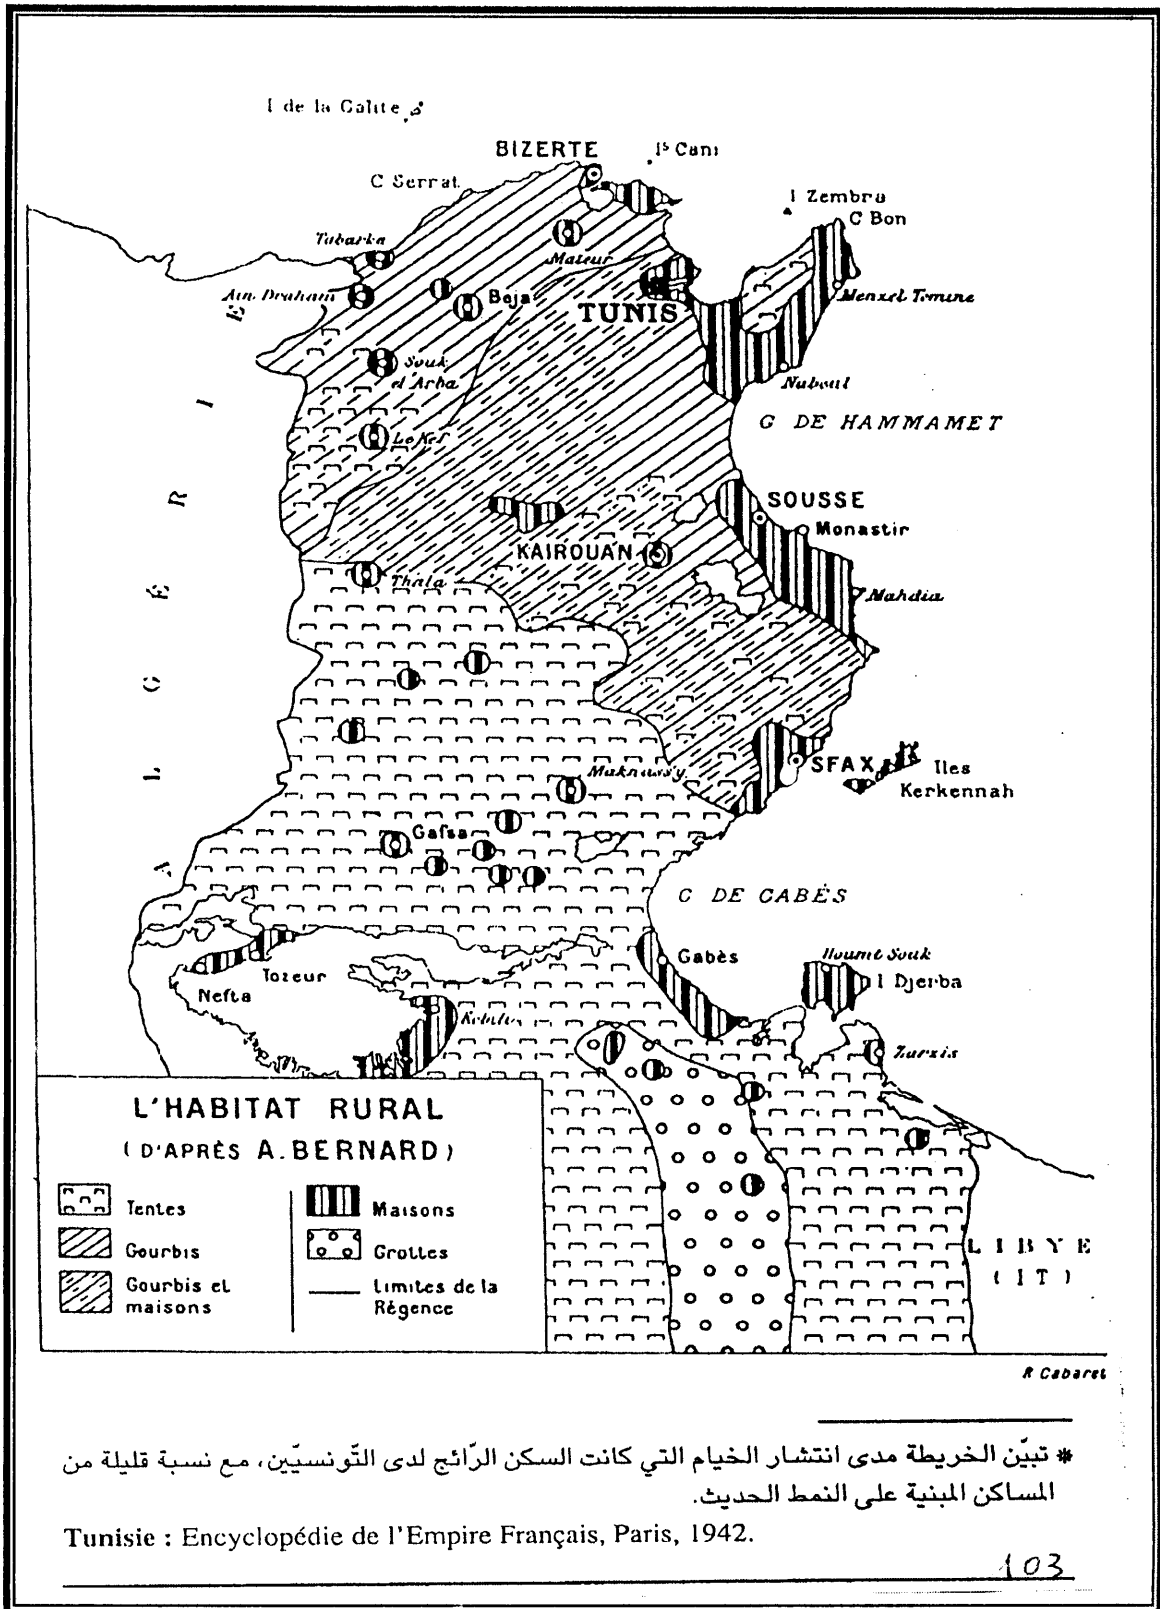 I de la Galite
BIZERTE
Is Cani
C Serrat
I Zembra
C Bon
Tabarka
Mateur
Ain Draham
Beja
TUNIS
Menzel Temime
Souk
el Arba
Nabeul
Le Kef
G DE HAMMAMET
SOUSSE
Monastir
KAIROUAN
Thala
Mahdia
ALGÉRIE
SFAX
Iles
Kerkennah
Maknassy
Gafsa
G DE GABÈS
Gabès
Houmt Souk
I Djerba
Tozeur
Nefta
Kebili
Zarzis
L'HABITAT RURAL
(D'APRÈS A. BERNARD)
Tentes
Gourbis
Gourbis et
maisons
Maisons
Grottes
Limites de la
Régence
LIBYE
(IT)
R Cabaret
* تبيّن الخريطة مدى انتشار الخيام التي كانت السكن الرّائج لدى التّونسيّين، مع نسبة قليلة من
المساكن المبنية على النمط الحديث.
Tunisie : Encyclopédie de l'Empire Français, Paris, 1942.
103